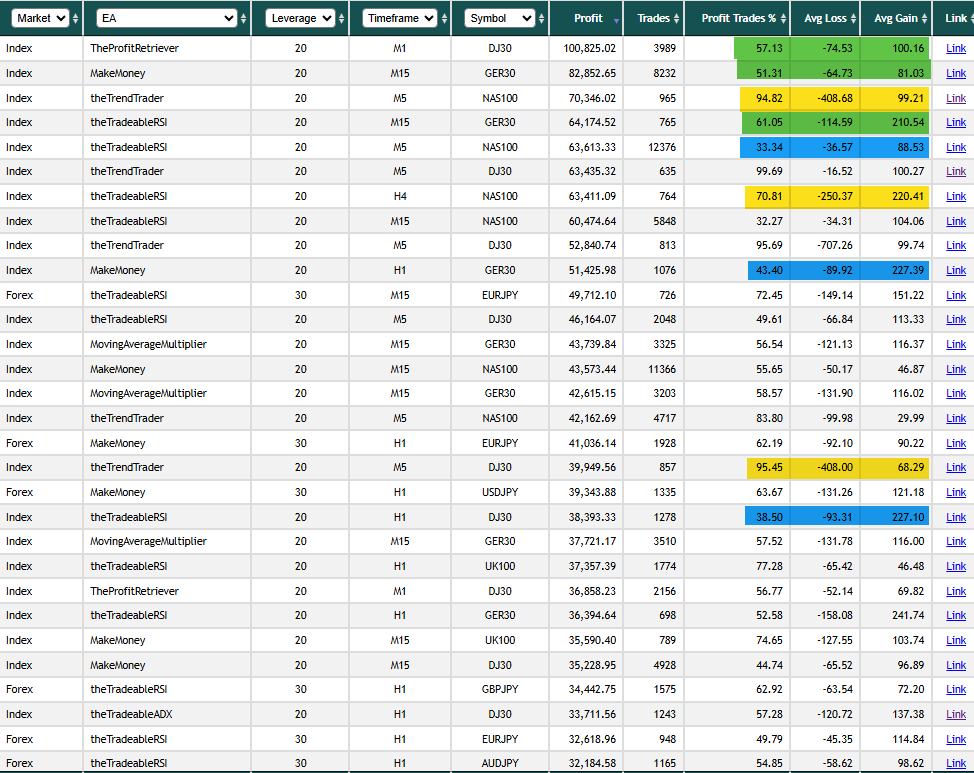 Market EA Leverage Timeframe Symbol Profit Trades Profit Trades % Avg Loss Avg Gain Link
Index TheProfitRetriever 20 M1 DJ30 100,825.02 3989 57.13 -74.53 100.16 Link
Index MakeMoney 20 M15 GER30 82,852.65 8232 51.31 -64.73 81.03 Link
Index theTrendTrader 20 M5 NAS100 70,346.02 965 94.82 -408.68 99.21 Link
Index theTradeableRSI 20 M15 GER30 64,174.52 765 61.05 -114.59 210.54 Link
Index theTradeableRSI 20 M5 NAS100 63,613.33 12376 33.34 -36.57 88.53 Link
Index theTrendTrader 20 M5 DJ30 63,435.32 635 99.69 -16.52 100.27 Link
Index theTradeableRSI 20 H4 NAS100 63,411.09 764 70.81 -250.37 220.41 Link
Index theTradeableRSI 20 M15 NAS100 60,474.64 5848 32.27 -34.31 104.06 Link
Index theTrendTrader 20 M5 DJ30 52,840.74 813 95.69 -707.26 99.74 Link
Index MakeMoney 20 H1 GER30 51,425.98 1076 43.40 -89.92 227.39 Link
Forex theTradeableRSI 30 M15 EURJPY 49,712.10 726 72.45 -149.14 151.22 Link
Index theTradeableRSI 20 M5 DJ30 46,164.07 2048 49.61 -66.84 113.33 Link
Index MovingAverageMultiplier 20 M15 GER30 43,739.84 3325 56.54 -121.13 116.37 Link
Index MakeMoney 20 M15 NAS100 43,573.44 11366 55.65 -50.17 46.87 Link
Index MovingAverageMultiplier 20 M15 GER30 42,615.15 3203 58.57 -131.90 116.02 Link
Index theTrendTrader 20 M5 NAS100 42,162.69 4717 83.80 -99.98 29.99 Link
Forex MakeMoney 30 H1 EURJPY 41,036.14 1928 62.19 -92.10 90.22 Link
Index theTrendTrader 20 M5 DJ30 39,949.56 857 95.45 -408.00 68.29 Link
Forex MakeMoney 30 H1 USDJPY 39,343.88 1335 63.67 -131.26 121.18 Link
Index theTradeableRSI 20 H1 DJ30 38,393.33 1278 38.50 -93.31 227.10 Link
Index MovingAverageMultiplier 20 M15 GER30 37,721.17 3510 57.52 -131.78 116.00 Link
Index theTradeableRSI 20 H1 UK100 37,357.39 1774 77.28 -65.42 46.48 Link
Index TheProfitRetriever 20 M1 DJ30 36,858.23 2156 56.77 -52.14 69.82 Link
Index theTradeableRSI 20 H1 GER30 36,394.64 698 52.58 -158.08 241.74 Link
Index MakeMoney 20 M15 UK100 35,590.40 789 74.65 -127.55 103.74 Link
Index MakeMoney 20 M15 DJ30 35,228.95 4928 44.74 -65.52 96.89 Link
Forex theTradeableRSI 30 H1 GBPJPY 34,442.75 1575 62.92 -63.54 72.20 Link
Index theTradeableADX 20 H1 DJ30 33,711.56 1243 57.28 -120.72 137.38 Link
Forex theTradeableRSI 30 H1 EURJPY 32,618.96 948 49.79 -45.35 114.84 Link
Forex theTradeableRSI 30 H1 AUDJPY 32,184.58 1165 54.85 -58.62 98.62 Link